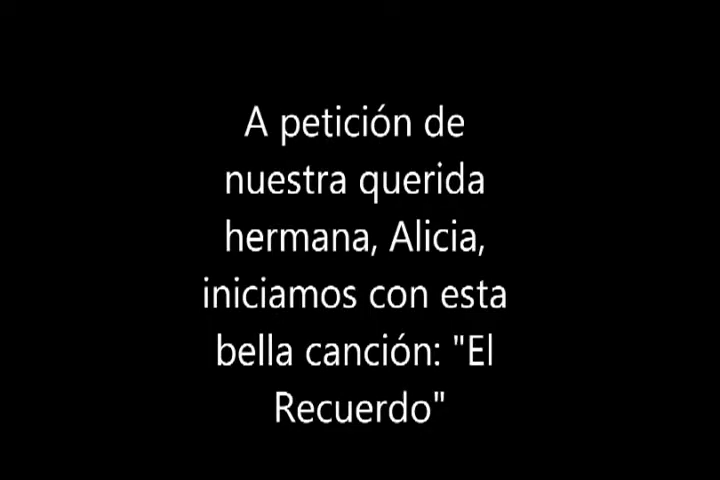 A petición de
nuestra querida
hermana, Alicia,
iniciamos con esta
bella canción: "El
Recuerdo"